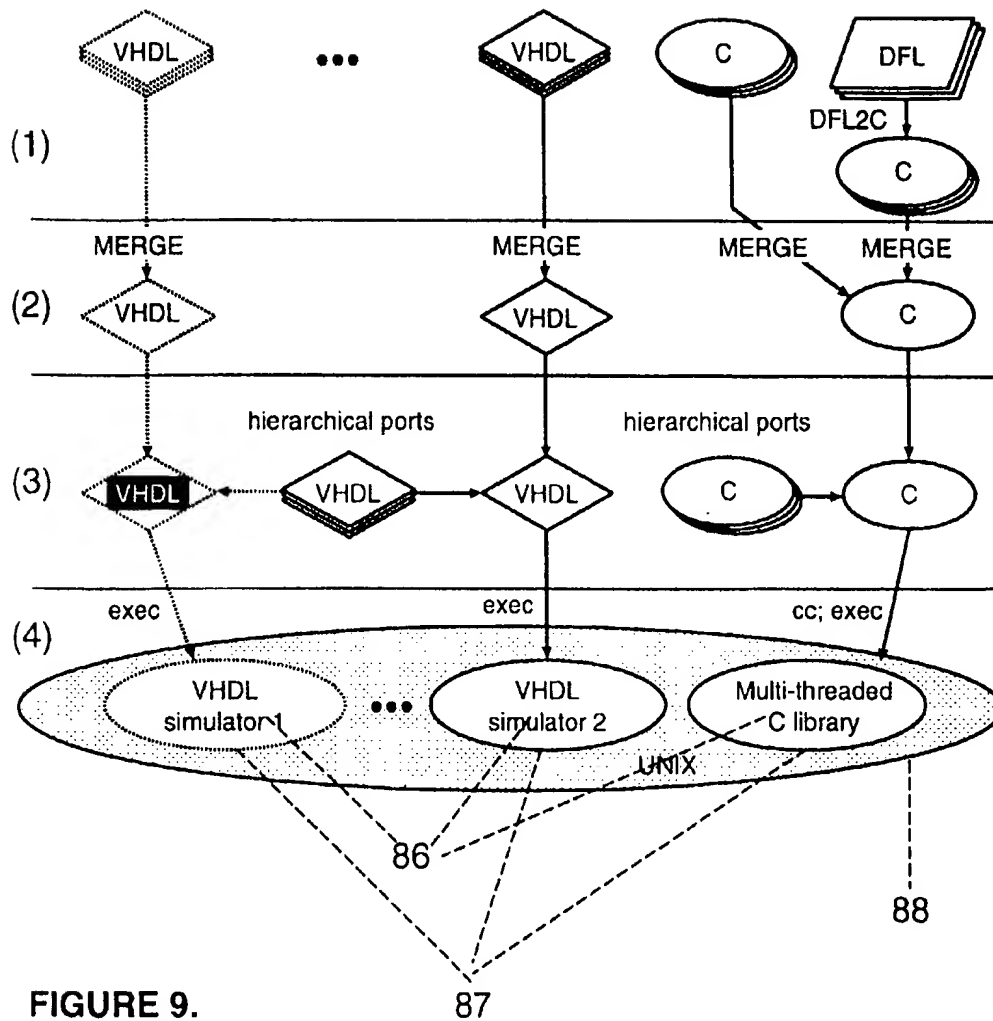 VHDL
VHDL
C
DFL
DFL2C
(1)
C
MERGE
MERGE
MERGE
MERGE
(2)
VHDL
VHDL
C
hierarchical ports
hierarchical ports
(3)
VHDL
VHDL
VHDL
C
C
exec
exec
cc; exec
(4)
VHDL
simulator 1
VHDL
simulator 2
Multi-threaded
C library
UNIX
86
88
FIGURE 9.
87